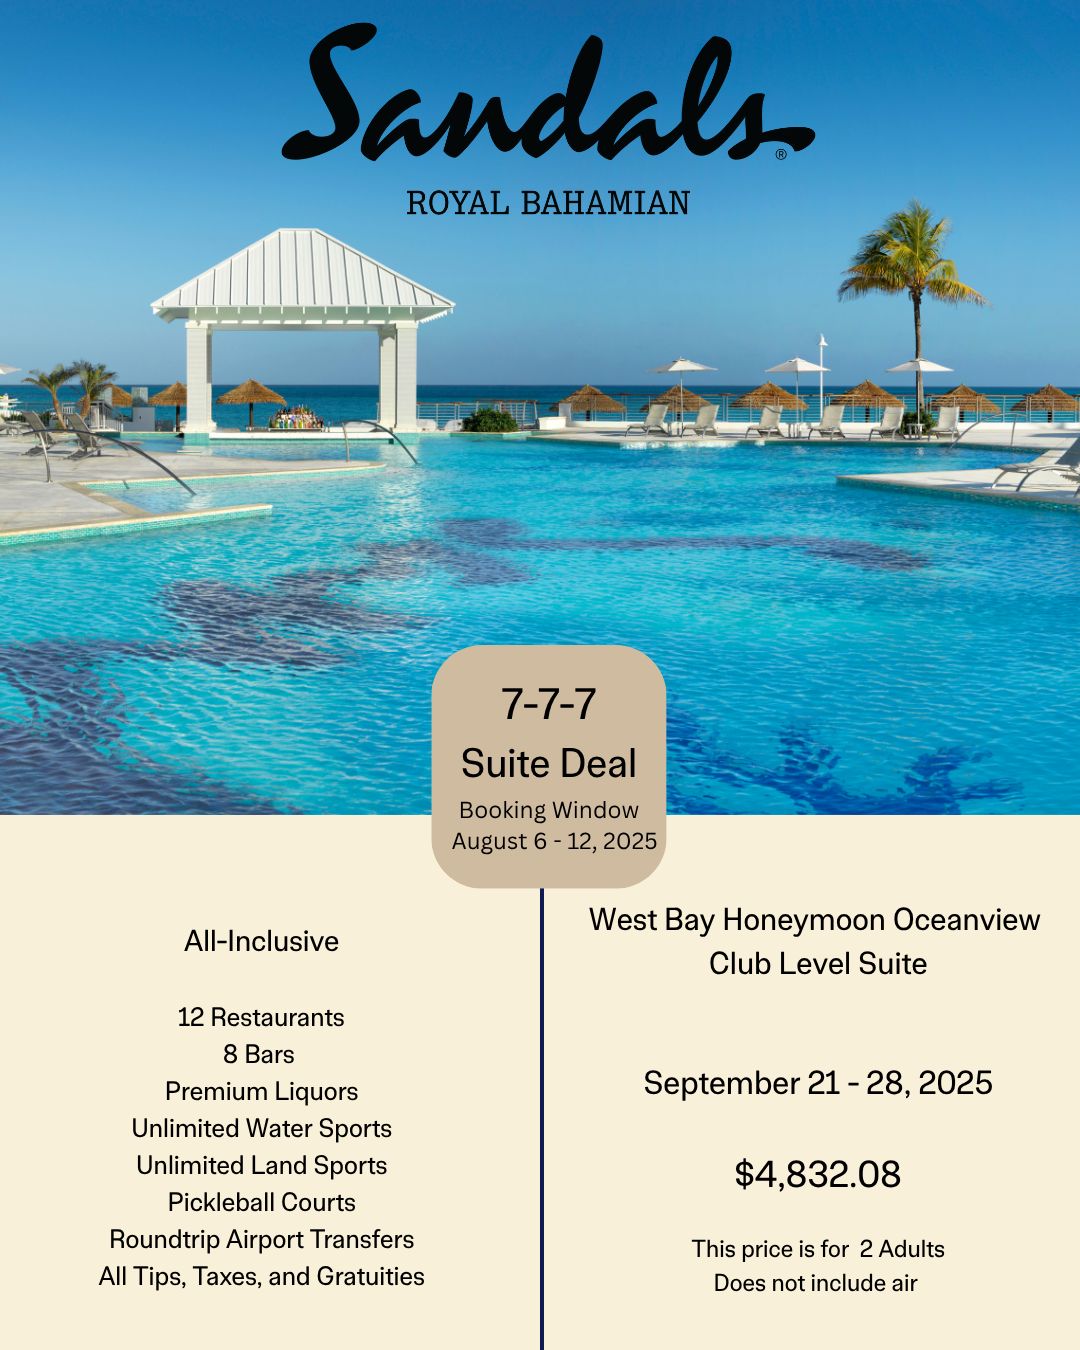 Sandals®
ROYAL BAHAMIAN
7-7-7
Suite Deal
Booking Window
August 6 - 12, 2025
All-Inclusive
12 Restaurants
8 Bars
Premium Liquors
Unlimited Water Sports
Unlimited Land Sports
Pickleball Courts
Roundtrip Airport Transfers
All Tips, Taxes, and Gratuities
West Bay Honeymoon Oceanview
Club Level Suite
September 21 - 28, 2025
$4,832.08
This price is for 2 Adults
Does not include air